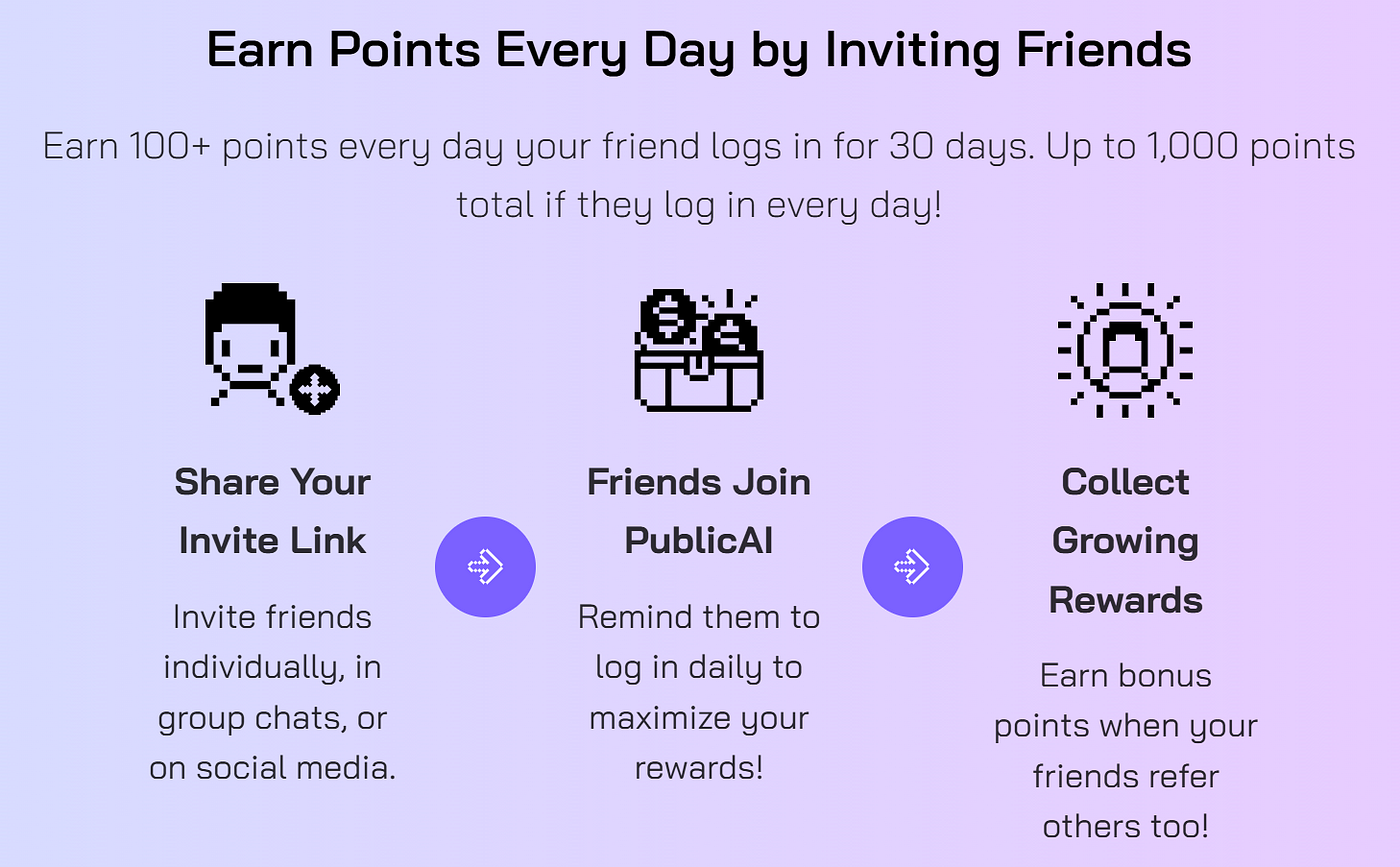 Earn Points Every Day by Inviting Friends
Earn 100+ points every day your friend logs in for 30 days. Up to 1,000 points
total if they log in every day!
Share Your
Invite Link
Invite friends
individually, in
group chats, or
on social media.
Friends Join
PublicAI
Remind them to
log in daily to
maximize your
rewards!
Collect
Growing
Rewards
Earn bonus
points when your
friends refer
others too!